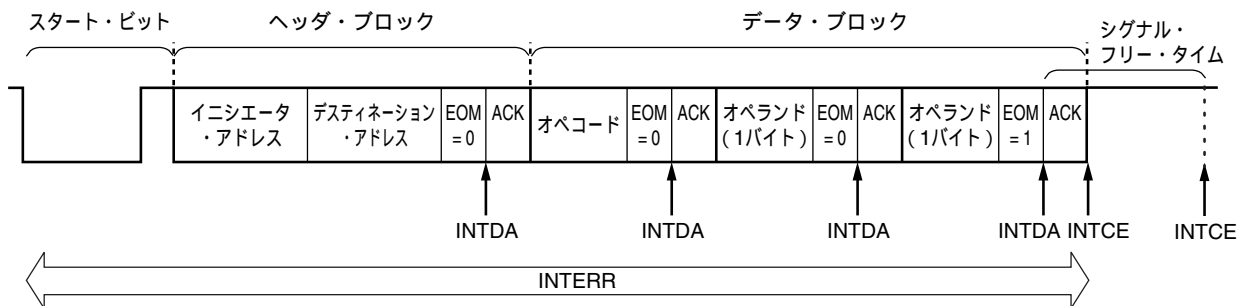 スタート・ビット
ヘッダ・ブロック
データ・ブロック
シグナル・
フリー・タイム
イニシエータ
・アドレス
デスティネーション
・アドレス
EOM
=0
ACK
オペコード
EOM
=0
ACK
オペランド
(1バイト)
EOM
=0
ACK
オペランド
(1バイト)
EOM
=1
ACK
INTDA
INTDA
INTDA
INTDA
INTCE
INTCE
INTERR